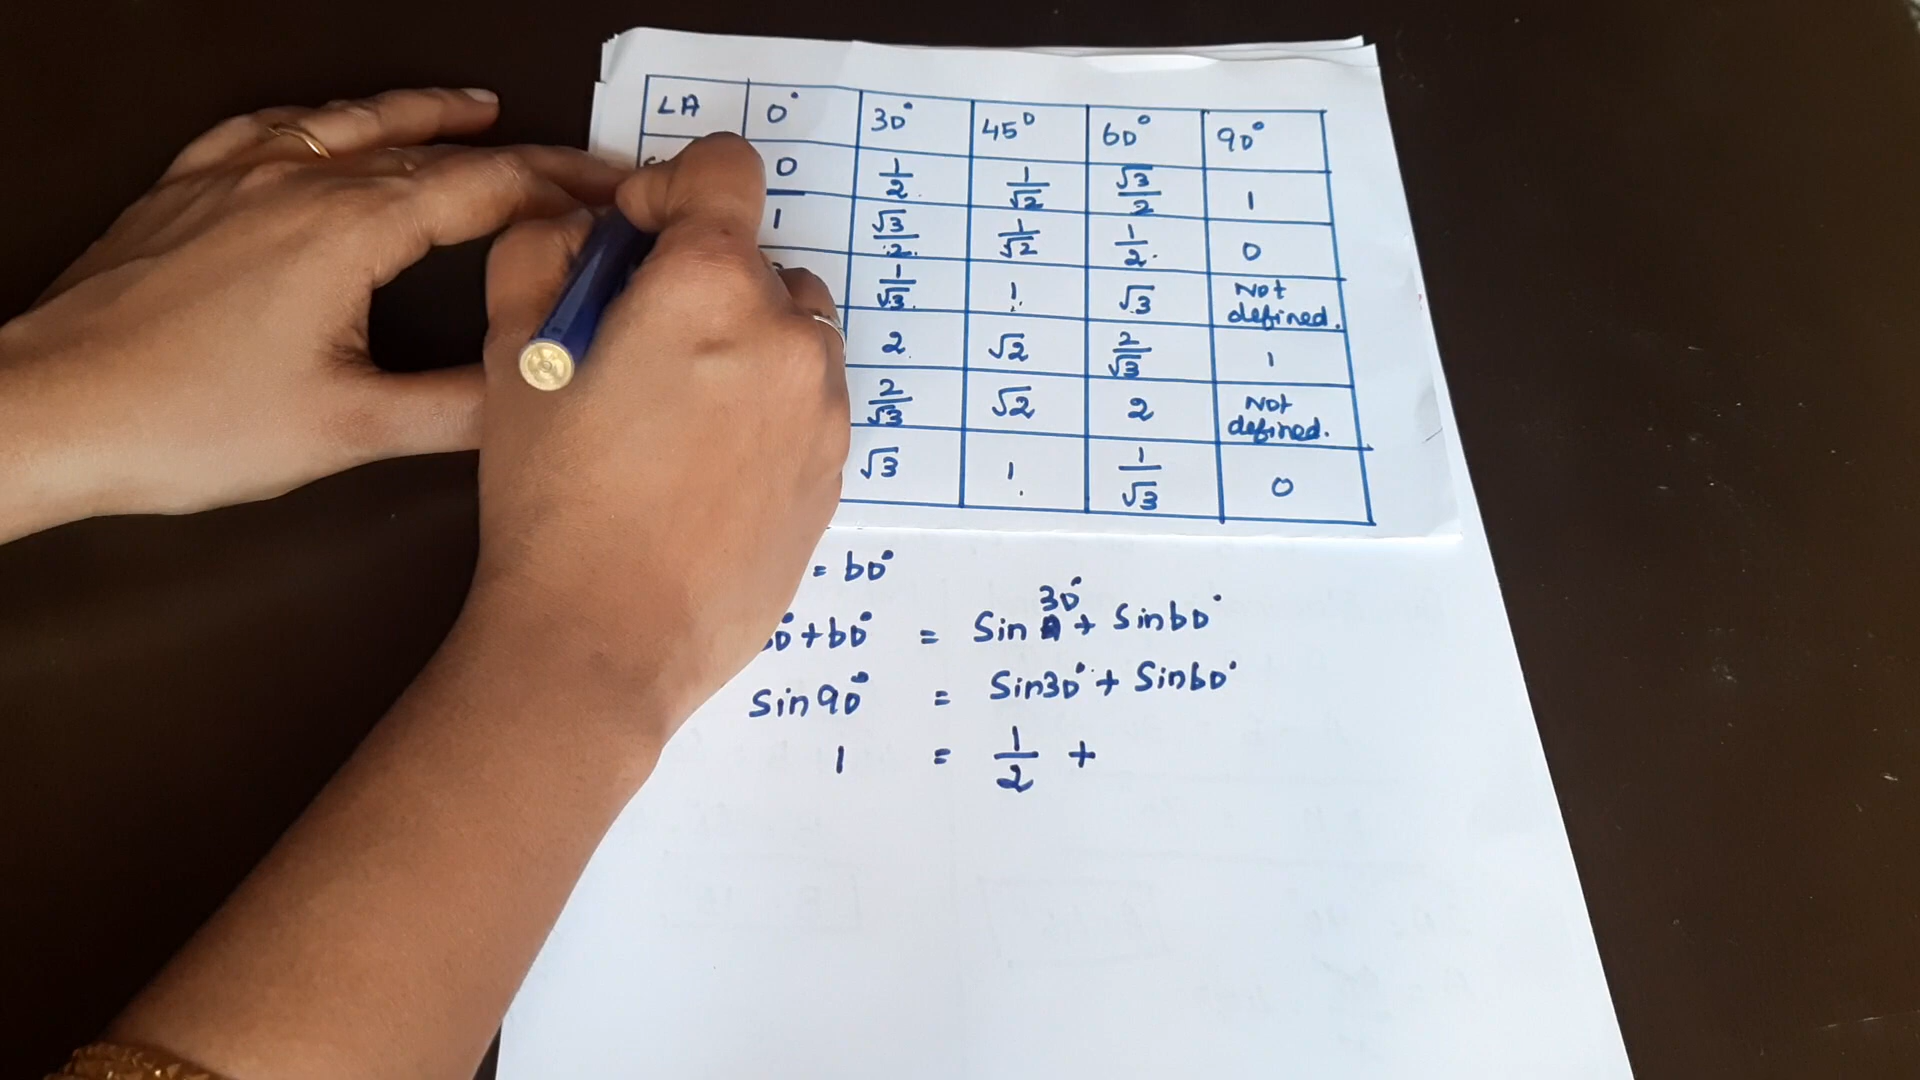 ∠A 0° 30° 45° 60° 90°
0 1/2 1/√2 √3/2 1
1 √3/2 1/√2 1/2 0
1/√3 1 √3 Not defined.
2 √2 2/√3 1
2/√3 √2 2 Not defined.
√3 1 1/√3 0
= 60°
+60° = Sin 30° + Sin60°
Sin90° = Sin30° + Sin60°
1 = 1/2 +